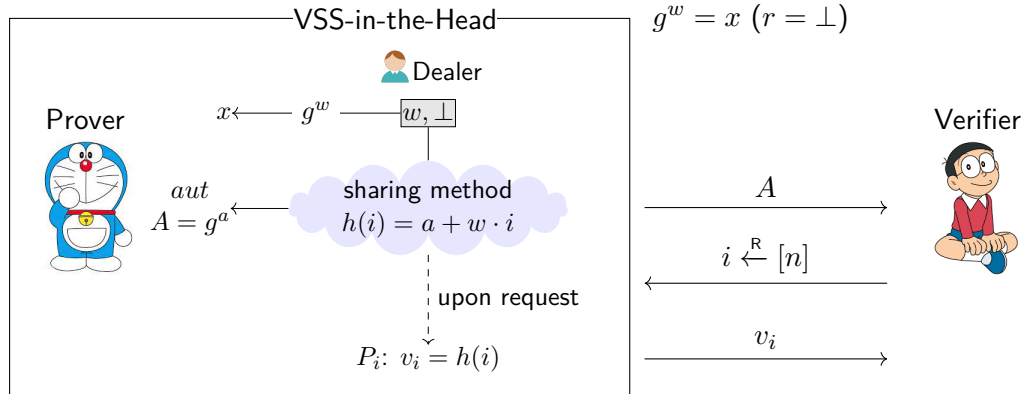 VSS-in-the-Head
g^w = x (r = ⊥)
Dealer
x
g^w
w, ⊥
Prover
Verifier
sharing method
h(i) = a + w · i
aut
A = g^a
A
i ←^R [n]
upon request
P_i: v_i = h(i)
v_i